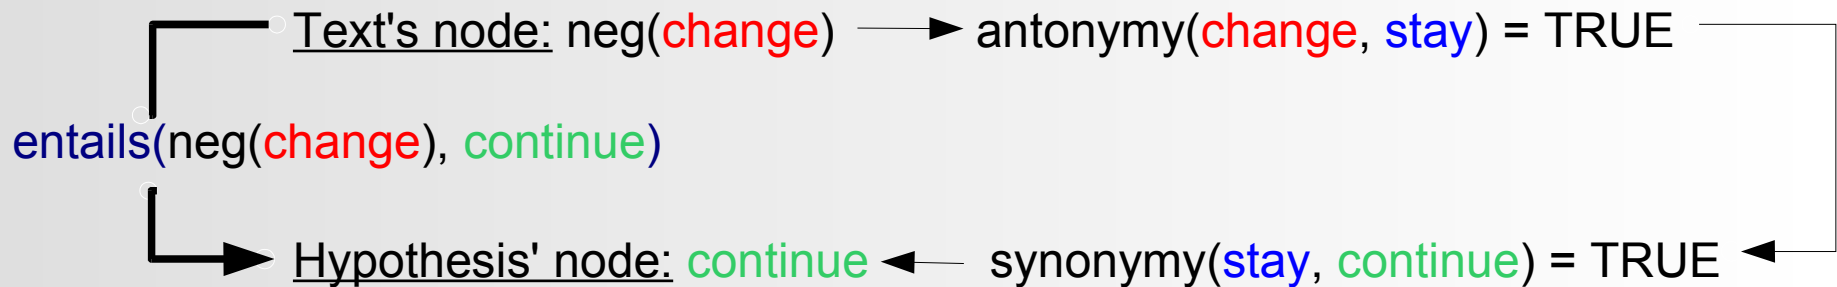 Text's node: neg(change) antonymy(change, stay) = TRUE
entails(neg(change), continue)
Hypothesis' node: continue synonymy(stay, continue) = TRUE